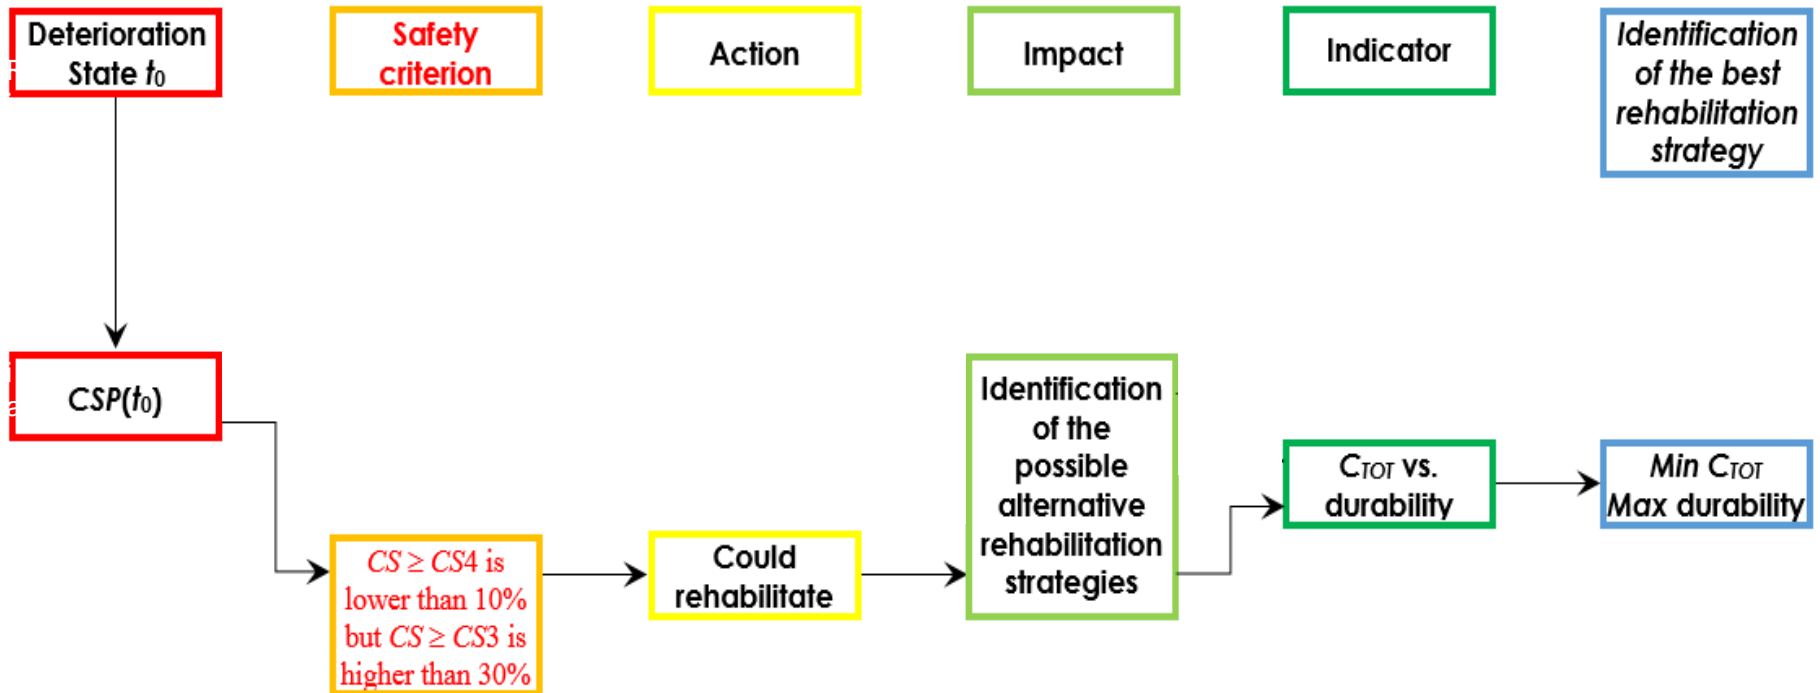 Deterioration
State t0
Safety
criterion
Action
Impact
Indicator
Identification
of the best
rehabilitation
strategy
CSP(t0)
CS ≥ CS4 is
lower than 10%
but CS ≥ CS3 is
higher than 30%
Could
rehabilitate
Identification
of the
possible
alternative
rehabilitation
strategies
CTOT vs.
durability
Min CTOT
Max durability